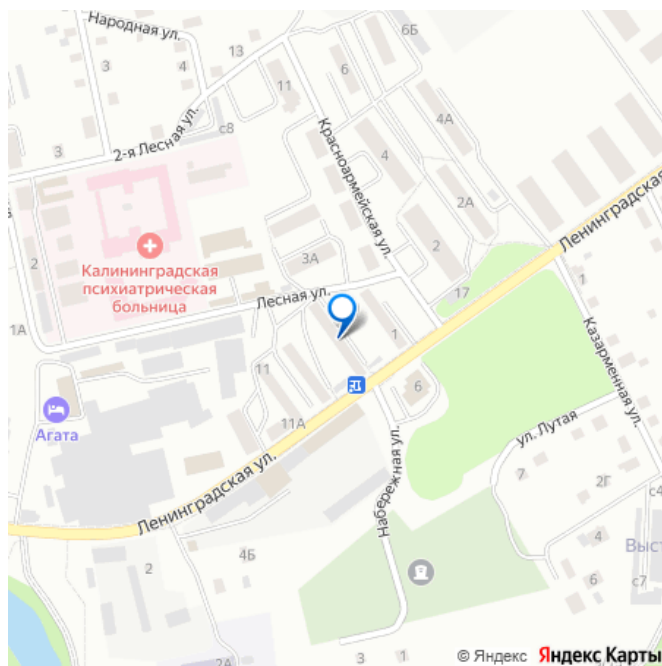 Народная ул.
6Б
13
3
4
11
6
с8
2-я Лесная ул.
4А
3
Красноармейская ул.
4
2А
Ленинградская
2
Калининградская
психиатрическая
больница
3А
2
17
1
1А
Лесная ул.
1
Казарменная ул.
11
6
Агата
11А
ул. Лутая
Ленинградская ул.
Набережная ул.
7
2Г
с4
4Б
4
Выст
2
6
с7
2А
3
1
© Яндекс Яндекс Карты